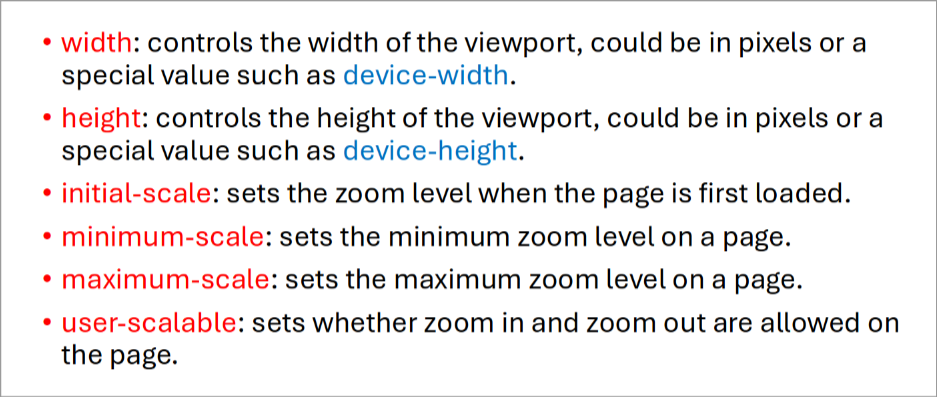 • width: controls the width of the viewport, could be in pixels or a
special value such as device-width.
• height: controls the height of the viewport, could be in pixels or a
special value such as device-height.
• initial-scale: sets the zoom level when the page is first loaded.
• minimum-scale: sets the minimum zoom level on a page.
• maximum-scale: sets the maximum zoom level on a page.
• user-scalable: sets whether zoom in and zoom out are allowed on
the page.